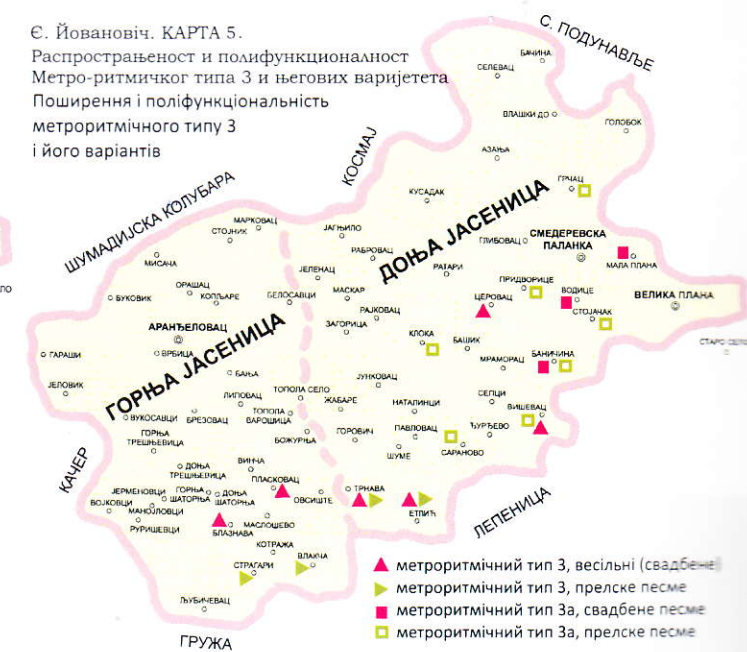 Є. Йовановіч. КАРТА 5.
Распрострањеност и полифункционалност
Метро-ритмичког типа 3 и његових варијетета
Поширення і поліфункціональність
метроритмічного типу 3
і його варіантів
С. ПОДУНАВЉЕ
БАЧИНА
СЕЛЕВАЦ
ВЛАШКИ ДО
ГОЛОБОК
КОСМАЈ
АЗАЊА
ГРЧАЦ
КУСАДАК
ШУМАДИЈСКА КОЛУБАРА
ДОЊА ЈАСЕНИЦА
МАРКОВАЦ
СТОЈНИК
ЈАГЊИЛО
ГЛИБОВАЦ
СМЕДЕРЕВСКА
ПАЛАНКА
РАБРОВАЦ
МИСАЧА
МАЛА ПЛАНА
ЈЕЛЕНАЦ
РАТАРИ
ОРАШАЦ
ПРИДВОРИЦЕ
БУКОВИК
КОПЉАРЕ
БЕЛОСАВЦИ
МАСКАР
ЦЕРОВАЦ
ВОДИЦЕ
ВЕЛИКА ПЛАНА
РАЈКОВАЦ
СТОЈАЧАК
АРАНЂЕЛОВАЦ
ЗАГОРИЦА
КЛОКА
СТАРО СЕЛО
ЛО
ГАРАШИ
ВРБИЦА
БАШИК
БАНИЧИНА
МРАМОРАЦ
ГОРЊА ЈАСЕНИЦА
БАЊА
ЈУНКОВАЦ
ЈЕЛОВИК
ТОПОЛА СЕЛО
ЛИПОВАЦ
ЖАБАРЕ
НАТАЛИНЦИ
СЕПЦИ
ВИШЕВАЦ
ВУКОСАВЦИ
БРЕЗОВАЦ
ТОПОЛА
ВАРОШИЦА
ГОРЊА
ТРЕШЊЕВИЦА
БОЖУРЊА
ГОРОВИЧ
ПАВЛОВАЦ
ЂУРЂЕВО
ШУМЕ
САРАНОВО
КАЧЕР
ДОЊА
ТРЕШЊЕВИЦА
ВИНЧА
ПЛАСКОВАЦ
ТРНАВА
ЈЕРМЕНОВЦИ
ГОРЊА
ШАТОРЊА
ДОЊА
ШАТОРЊА
ОВСИШТЕ
ВОЈКОВЦИ
МАНОЈЛОВЦИ
ЕТЛИЋ
ЛЕПЕНИЦА
РУРИШЕВЦИ
БЛАЗНАВА
МАСЛОШЕВО
КОТРАЖА
СТРАГАРИ
ВЛАКЧА
ЉУБИЧЕВАЦ
ГРУЖА
метроритмічний тип 3, весільні (свадбене)
метроритмічний тип 3, прелске песме
метроритмічний тип 3а, свадбене песме
метроритмічний тип 3а, прелске песме